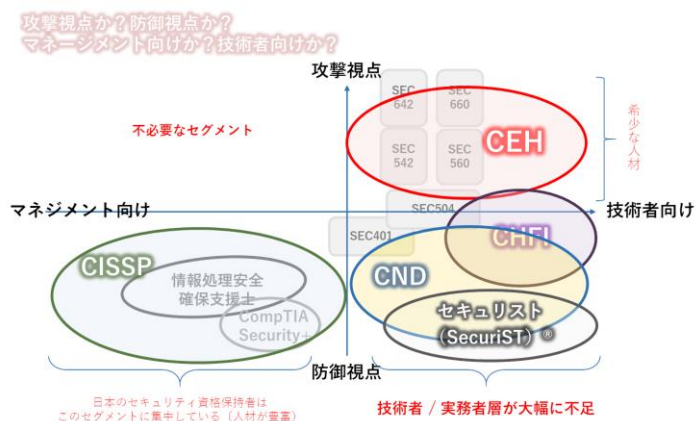 攻撃視点か？防御視点か？
マネージメント向けか？技術者向けか？
攻撃視点
SEC
642
SEC
660
不必要なセグメント
CEH
希少な人材
SEC
542
SEC
560
マネジメント向け
SEC504
技術者向け
SEC401
CHFI
CISSP
CND
情報処理安全
確保支援士
CompTIA
Security+
セキュリスト
（SecuriST）®
防御視点
日本のセキュリティ資格保持者は
このセグメントに集中している（人材が豊富）
技術者 / 実務者層が大幅に不足